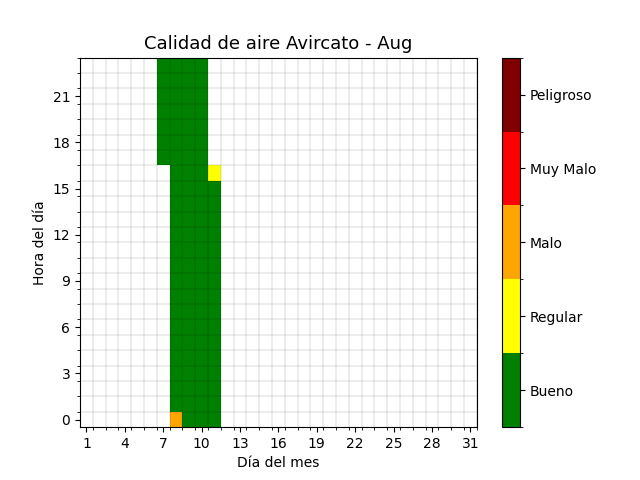 Calidad de aire Avircato - Aug
Hora del día
21
18
15
12
9
6
3
0
1 4 7 10 13 16 19 22 25 28 31
Día del mes
Peligroso
Muy Malo
Malo
Regular
Bueno